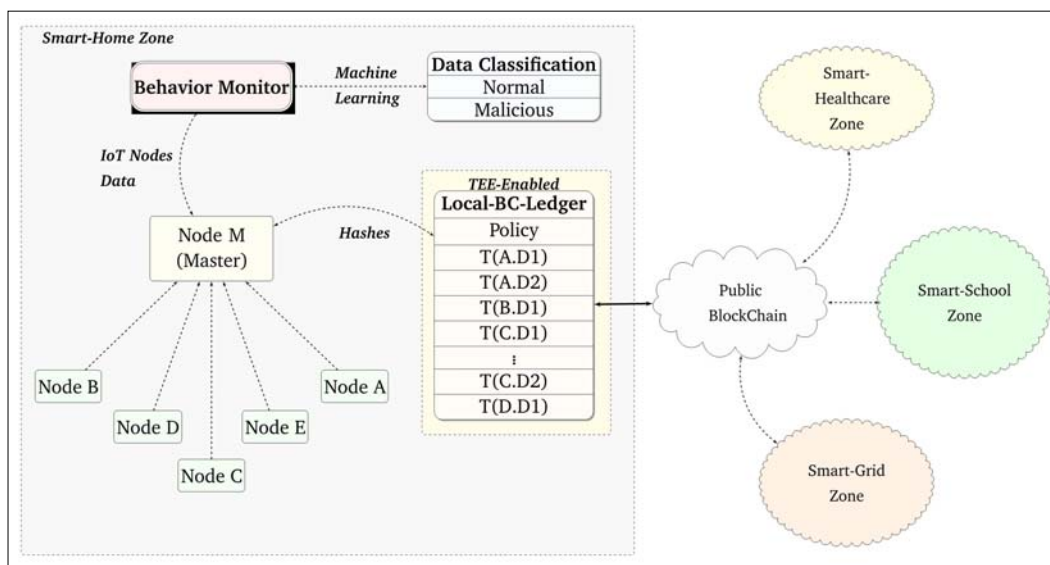 Smart-Home Zone
Behavior Monitor
Machine
Learning
Data Classification
Normal
Malicious
IoT Nodes
Data
Node M
(Master)
Hashes
TEE-Enabled
Local-BC-Ledger
Policy
T(A.D1)
T(A.D2)
T(B.D1)
T(C.D1)
⋮
T(C.D2)
T(D.D1)
Node B
Node A
Node D
Node E
Node C
Public
BlockChain
Smart-
Healthcare
Zone
Smart-School
Zone
Smart-Grid
Zone